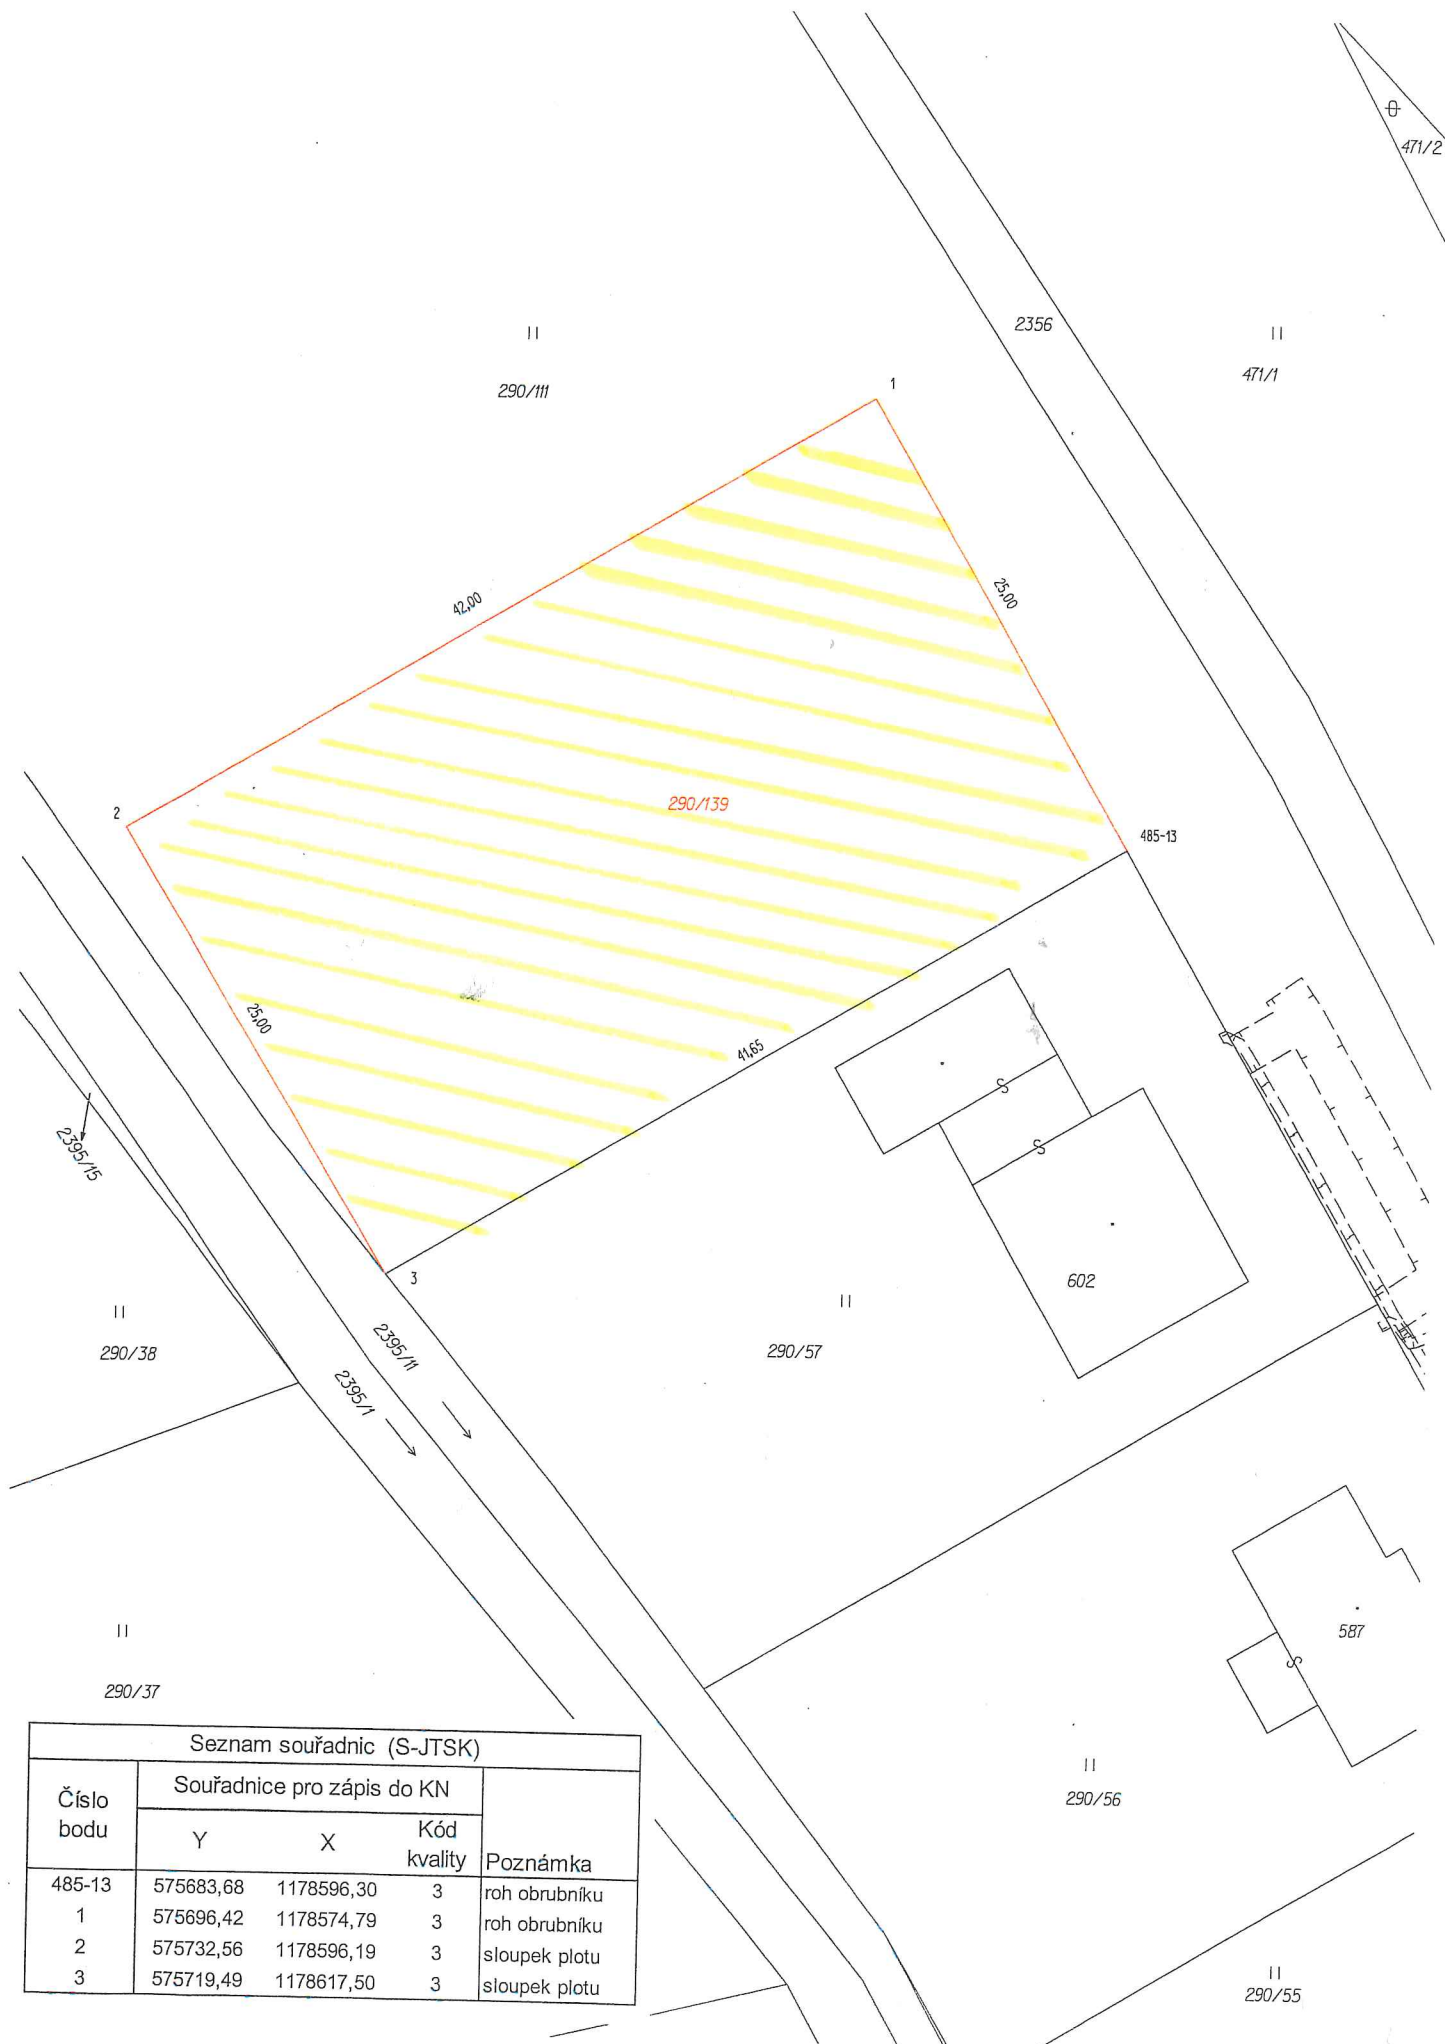 471/2
2356
471/1
290/111
1
42,00
25,00
290/139
2
485-13
25,00
41,65
2395/15
3
602
290/38
2395/11
290/57
2395/1
587
290/37
290/56
290/55
Seznam souřadnic (S-JTSK)
Číslo bodu
Souřadnice pro zápis do KN
Y X Kód kvality Poznámka
485-13 575683,68 1178596,30 3 roh obrubníku
1 575696,42 1178574,79 3 roh obrubníku
2 575732,56 1178596,19 3 sloupek plotu
3 575719,49 1178617,50 3 sloupek plotu